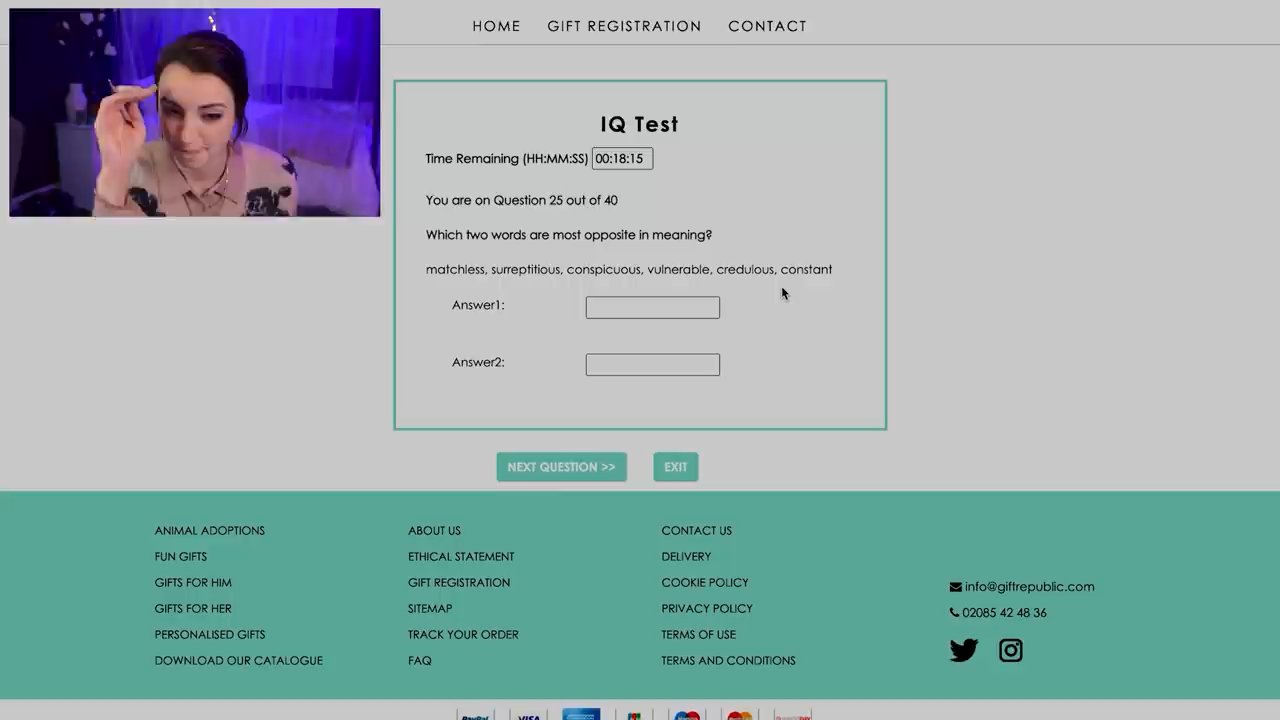 HOME GIFT REGISTRATION CONTACT
IQ Test
Time Remaining (HH:MM:SS) 00:18:15
You are on Question 25 out of 40
Which two words are most opposite in meaning?
matchless, surreptitious, conspicuous, vulnerable, credulous, constant
Answer1:
Answer2:
NEXT QUESTION >> EXIT
ANIMAL ADOPTIONS
FUN GIFTS
GIFTS FOR HIM
GIFTS FOR HER
PERSONALISED GIFTS
DOWNLOAD OUR CATALOGUE
ABOUT US
ETHICAL STATEMENT
GIFT REGISTRATION
SITEMAP
TRACK YOUR ORDER
FAQ
CONTACT US
DELIVERY
COOKIE POLICY
PRIVACY POLICY
TERMS OF USE
TERMS AND CONDITIONS
info@giftrepublic.com
02085 42 48 36
PayPal VISA